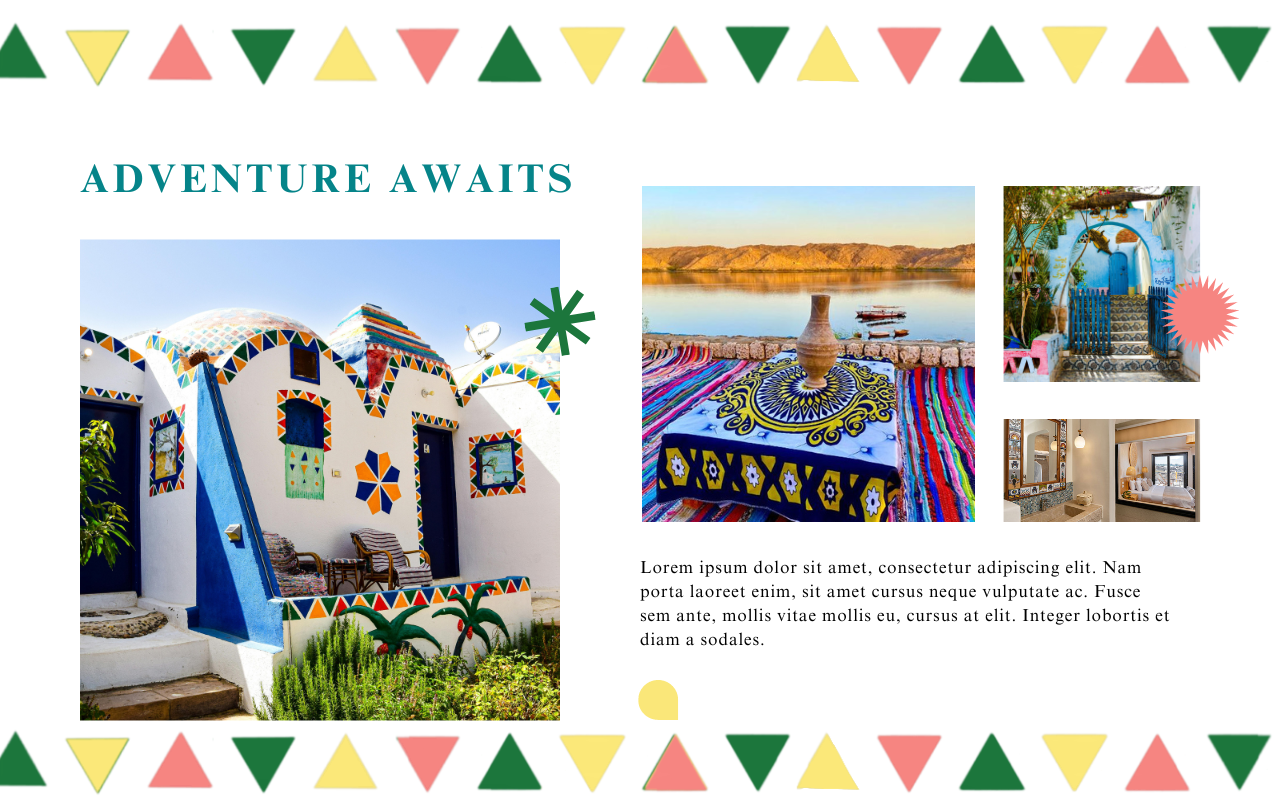 ADVENTURE AWAITS
Lorem ipsum dolor sit amet, consectetur adipiscing elit. Nam
porta laoreet enim, sit amet cursus neque vulputate ac. Fusce
sem ante, mollis vitae mollis eu, cursus at elit. Integer lobortis et
diam a sodales.